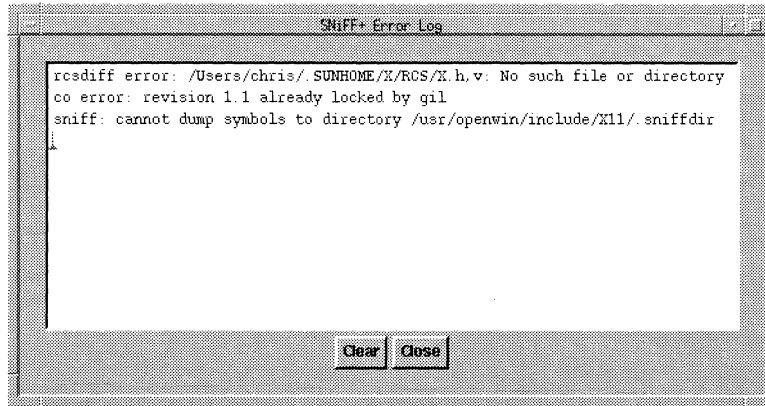 SNiFF+ Error Log
rcsdiff error: /Users/chris/.SUNHOME/X/RCS/X.h,v: No such file or directory
co error: revision 1.1 already locked by gil
sniff: cannot dump symbols to directory /usr/openwin/include/X11/.sniffdir
Clear Close